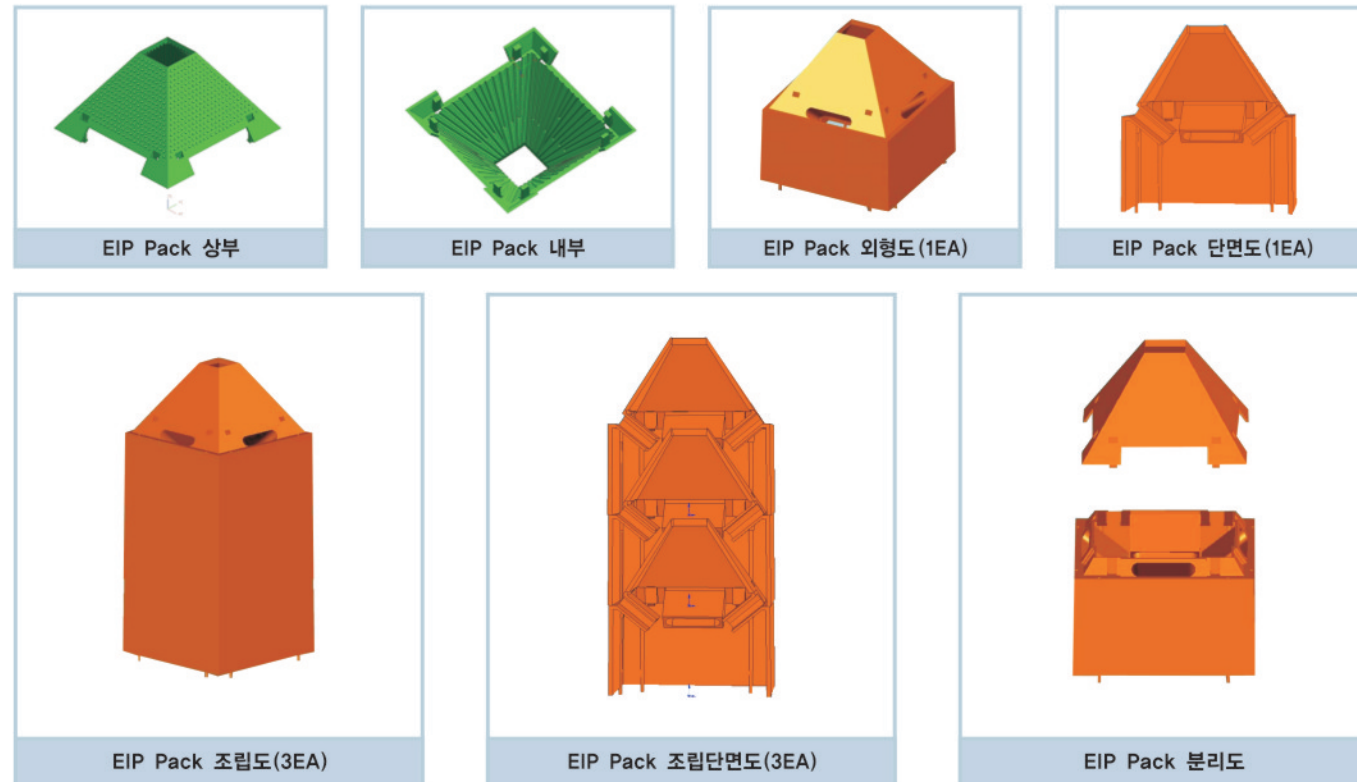 EIP Pack 상부
EIP Pack 내부
EIP Pack 외형도(1EA)
EIP Pack 단면도(1EA)
EIP Pack 조립도(3EA)
EIP Pack 조립단면도(3EA)
EIP Pack 분리도